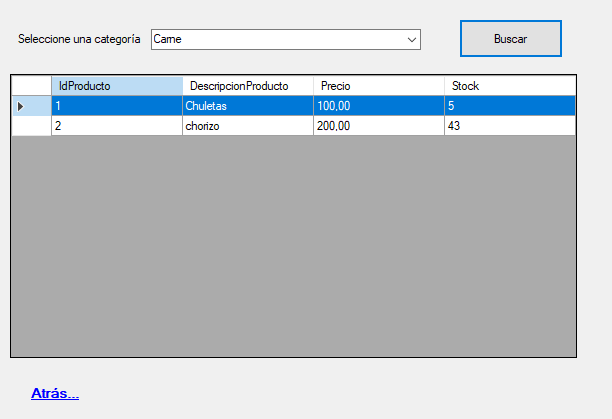 Seleccione una categoría Carne Buscar
IdProducto DescripcionProducto Precio Stock
1 Chuletas 100,00 5
2 chorizo 200,00 43
Atrás...